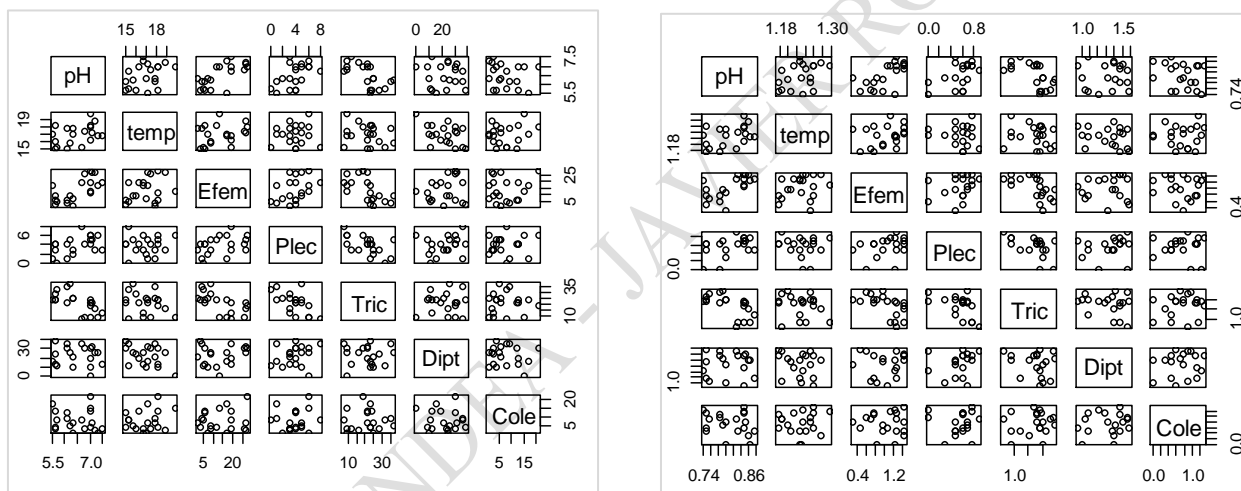 15 18
0 4 8
0 20
pH
5.5 7.5
15 19
temp
Efem
5 25
0 6
Plec
Tric
10 35
0 30
Dipt
Cole
5 20
5.5 7.0
5 20
10 30
5 15
1.18 1.30
0.0 0.8
1.0 1.5
pH
0.74
1.18
temp
Efem
0.4
0.0
Plec
Tric
1.0
1.0
Dipt
Cole
0.0
0.74 0.86
0.4 1.2
1.0
0.0 1.0
NDEA - JAVIER RO